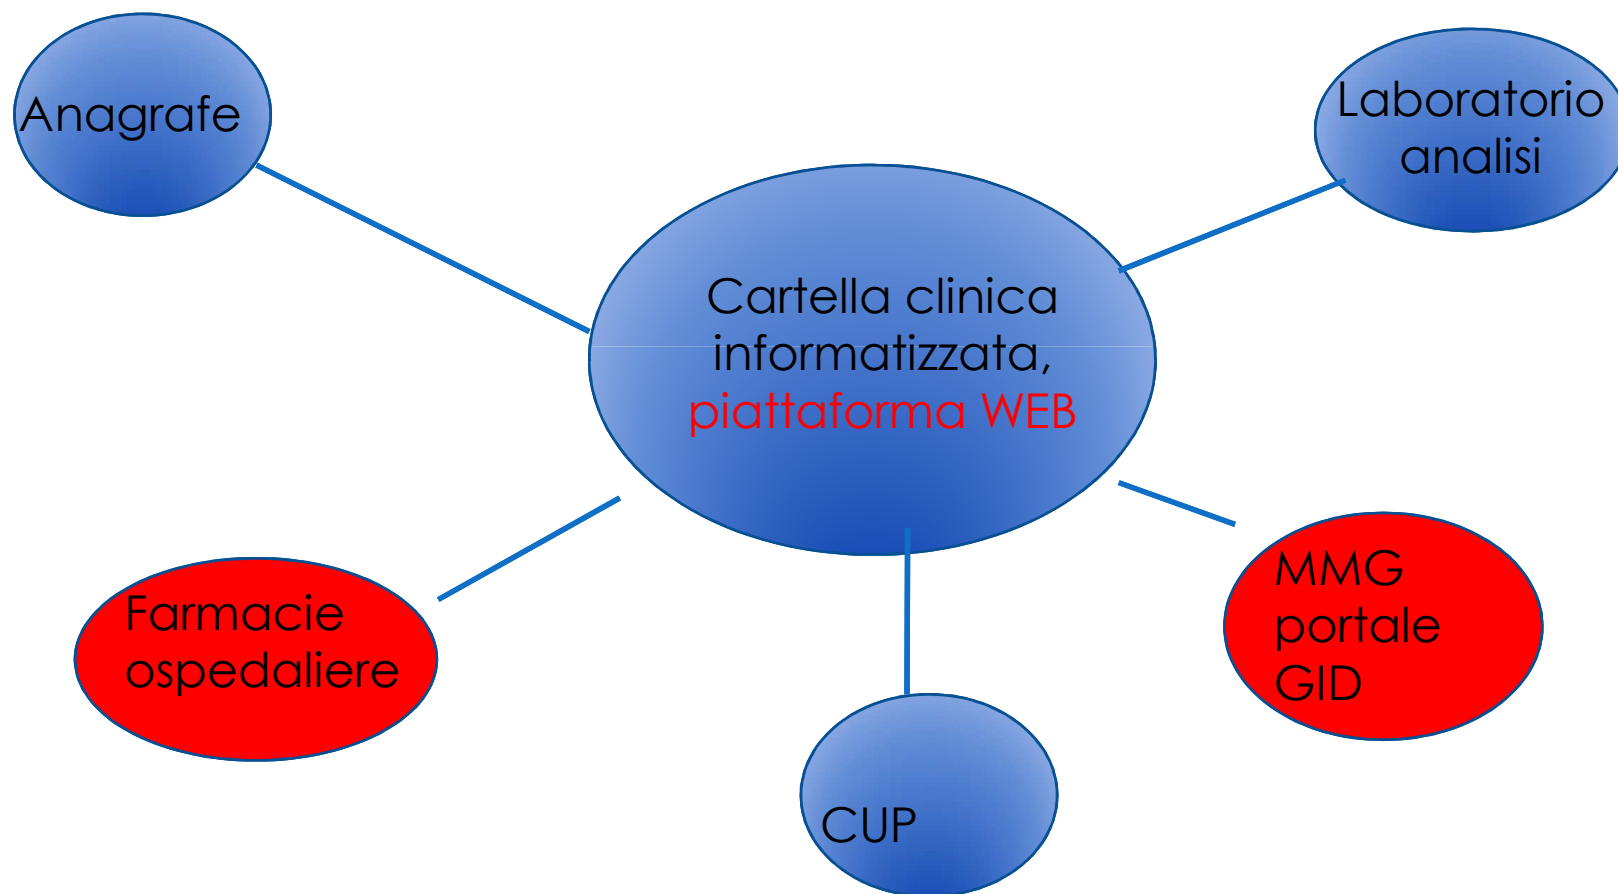 Anagrafe
Laboratorio
analisi
Cartella clinica
informatizzata,
piattaforma WEB
Farmacie
ospedaliere
MMG
portale
GID
CUP